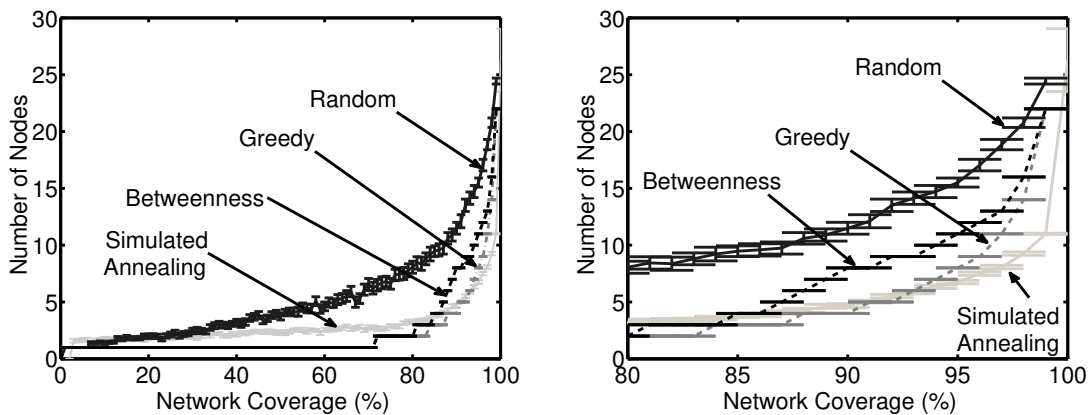 30
25
20
15
10
5
0
Number of Nodes
Random
Greedy
Betweenness
Simulated
Annealing
0
20
40
60
80
100
Network Coverage (%)
30
25
20
15
10
5
0
Number of Nodes
Random
Greedy
Betweenness
Simulated
Annealing
80
85
90
95
100
Network Coverage (%)